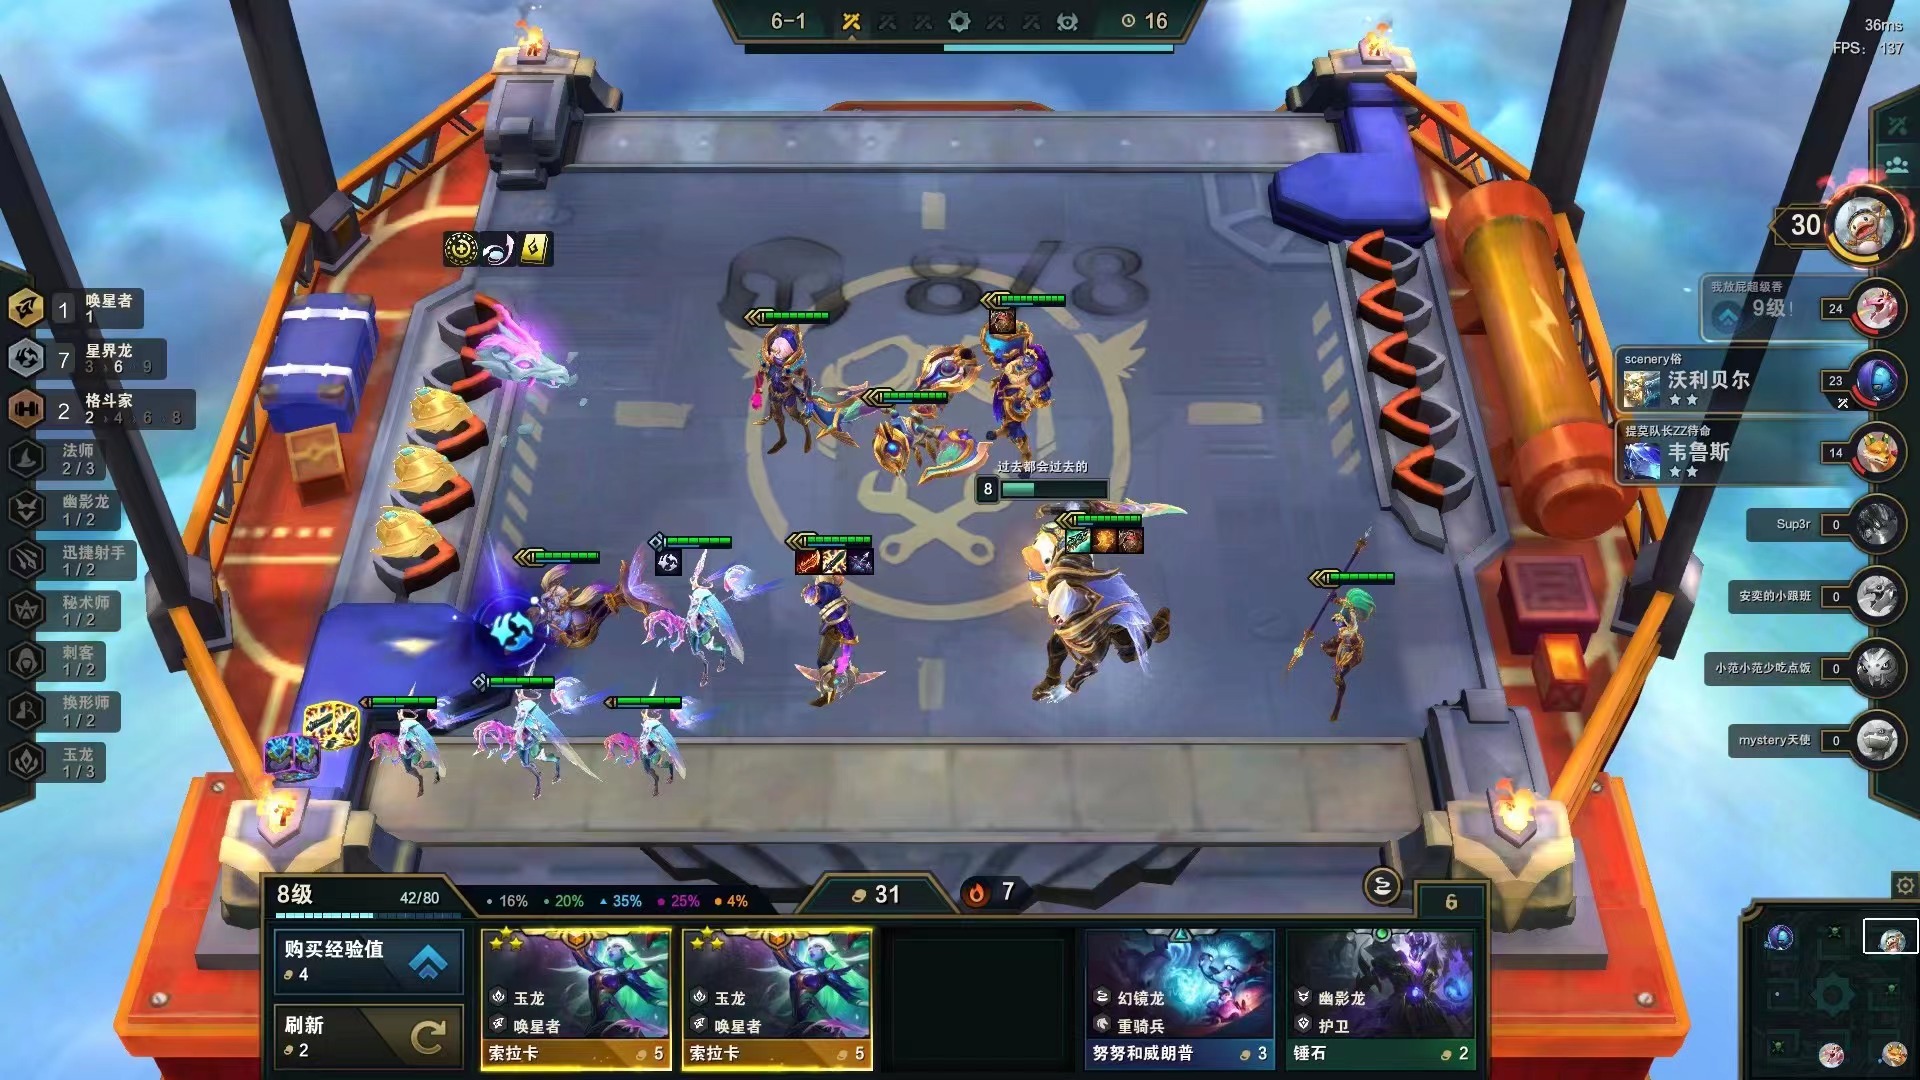 6-1
16
36ms
FPS: 137
8/8
1
唤星者
1
7
星界龙
3 › 6 › 9
2
格斗家
2 › 4 › 6 › 8
法师
2 / 3
幽影龙
1 / 2
迅捷射手
1 / 2
秘术师
1 / 2
刺客
1 / 2
换形师
1 / 2
玉龙
1 / 3
过去都会过去的
8
30
我放屁超级香
9级!
24
scenery俗
沃利贝尔
23
提莫队长ZZ待命
韦鲁斯
14
Sup3r
0
安奕的小跟班
0
小范小范少吃点饭
0
mystery天使
0
8级
42/80
16%
20%
35%
25%
4%
31
7
6
购买经验值
4
刷新
2
玉龙
唤星者
索拉卡
5
玉龙
唤星者
索拉卡
5
幻镜龙
重骑兵
努努和威朗普
3
幽影龙
护卫
锤石
2